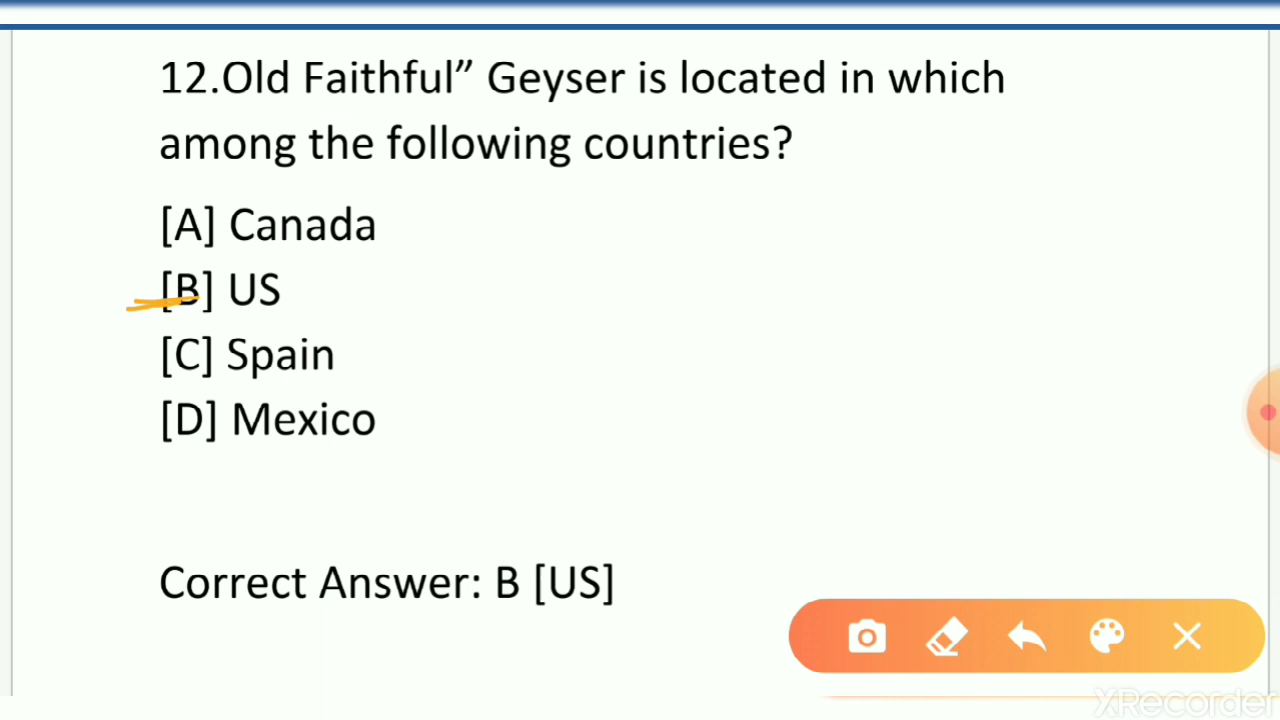 12.Old Faithful” Geyser is located in which
among the following countries?
[A] Canada
[B] US
[C] Spain
[D] Mexico
Correct Answer: B [US]
XRecorder